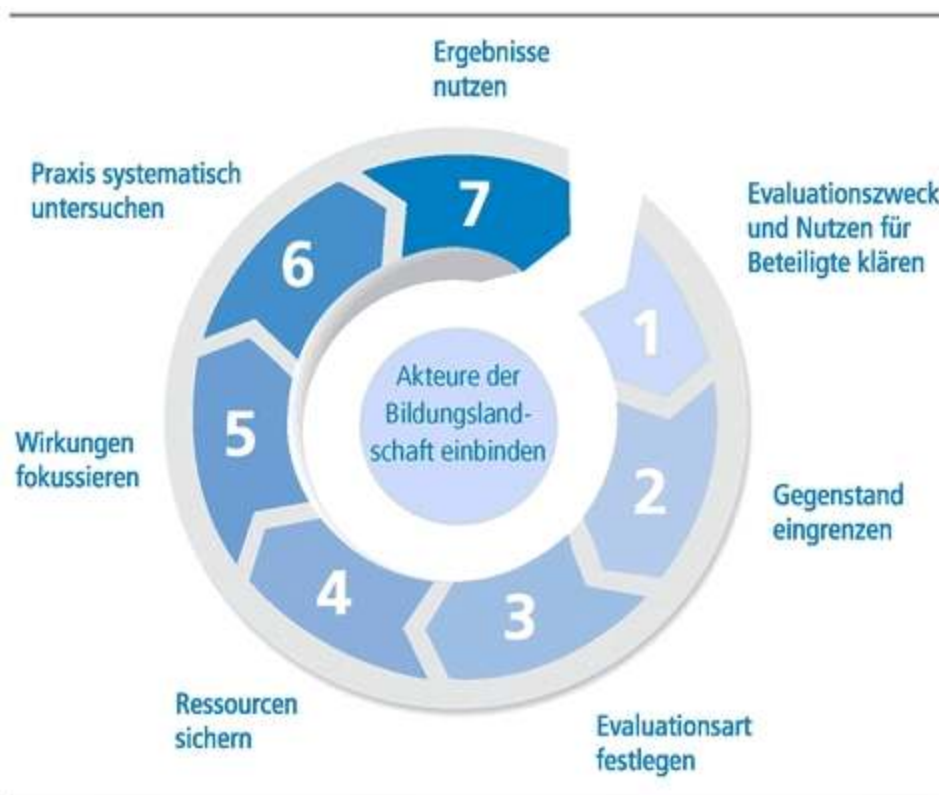 Ergebnisse
nutzen
Praxis systematisch
untersuchen
Evaluationszweck
und Nutzen für
Beteiligte klären
7
6
1
Akteure der
Bildungsland-
schaft einbinden
5
2
Wirkungen
fokussieren
Gegenstand
eingrenzen
4
3
Ressourcen
sichern
Evaluationsart
festlegen